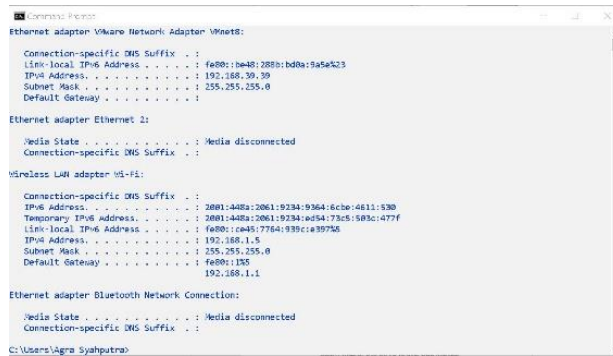 Command Prompt
Ethernet adapter VMware Network Adapter VMnet8:
Connection-specific DNS Suffix . :
Link-local IPv6 Address . . . . . : fe80::be48:288b:bd0a:9a5e%23
IPv4 Address. . . . . . . . . . . : 192.168.39.39
Subnet Mask . . . . . . . . . . . : 255.255.255.0
Default Gateway . . . . . . . . . :
Ethernet adapter Ethernet 2:
Media State . . . . . . . . . . . : Media disconnected
Connection-specific DNS Suffix . :
Wireless LAN adapter Wi-Fi:
Connection-specific DNS Suffix . :
IPv6 Address. . . . . . . . . . . : 2001:448a:2061:9234:9364:6cbe:4611:530
Temporary IPv6 Address. . . . . . : 2001:448a:2061:9234:ed54:73c5:503c:477f
Link-local IPv6 Address . . . . . : fe80::ce45:7764:939c:e397%5
IPv4 Address. . . . . . . . . . . : 192.168.1.5
Subnet Mask . . . . . . . . . . . : 255.255.255.0
Default Gateway . . . . . . . . . : fe80::1%5
192.168.1.1
Ethernet adapter Bluetooth Network Connection:
Media State . . . . . . . . . . . : Media disconnected
Connection-specific DNS Suffix . :
C:\Users\Agra Syahputra>